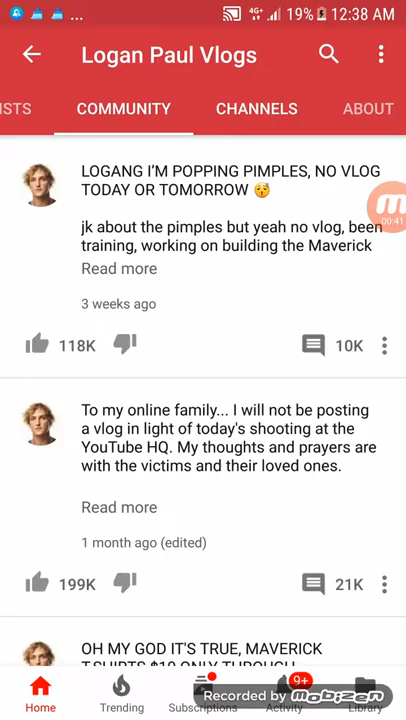 4G+ 19% 12:38 AM
Logan Paul Vlogs
ISTS COMMUNITY CHANNELS ABOUT
LOGANG I'M POPPING PIMPLES, NO VLOG
TODAY OR TOMORROW
jk about the pimples but yeah no vlog, been
training, working on building the Maverick
Read more
00:41
3 weeks ago
118K 10K
To my online family... I will not be posting
a vlog in light of today's shooting at the
YouTube HQ. My thoughts and prayers are
with the victims and their loved ones.
Read more
1 month ago (edited)
199K 21K
OH MY GOD IT'S TRUE, MAVERICK
T-SHIRTS $10 ONLY THROUGH
9+
Recorded by mobizen
Home Trending Subscriptions Activity Library